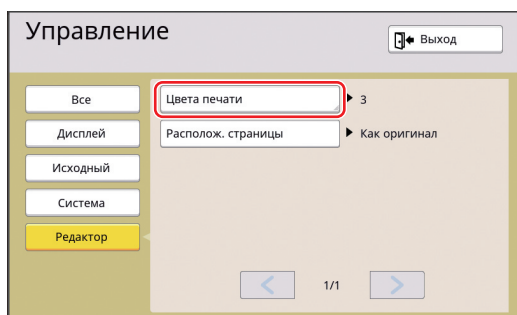 Управление
Выход
Все
Дисплей
Исходный
Система
Редактор
Цвета печати
3
Располож. страницы
Как оригинал
1/1